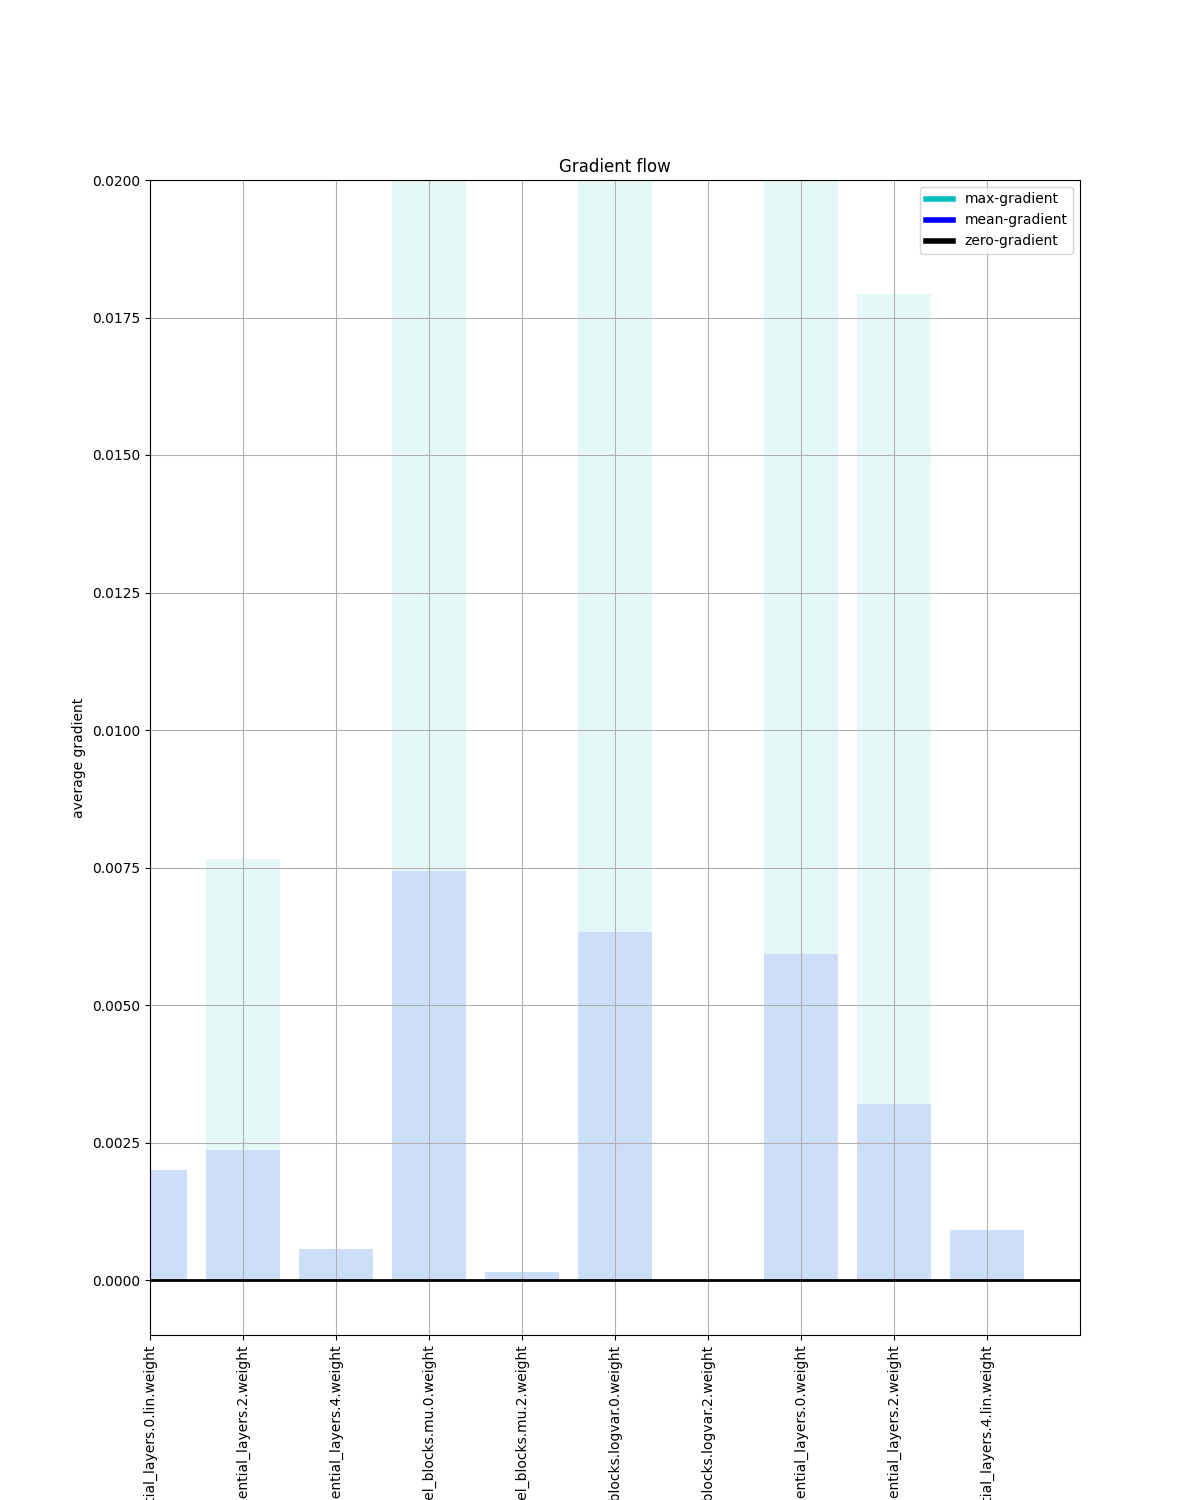 Gradient flow
max-gradient
mean-gradient
zero-gradient
0.0200
0.0175
0.0150
0.0125
0.0100
0.0075
0.0050
0.0025
0.0000
average gradient
tial_layers.0.lin.weight
ential_layers.2.weight
ential_layers.4.weight
el_blocks.mu.0.weight
el_blocks.mu.2.weight
blocks.logvar.0.weight
blocks.logvar.2.weight
ential_layers.0.weight
ential_layers.2.weight
tial_layers.4.lin.weight